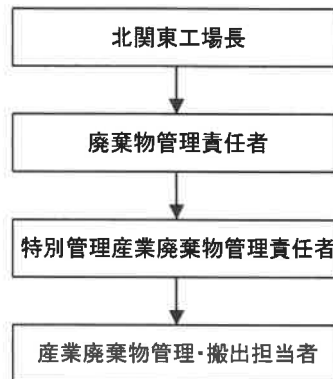 北関東工場長
廃棄物管理責任者
特別管理産業廃棄物管理責任者
産業廃棄物管理・搬出担当者